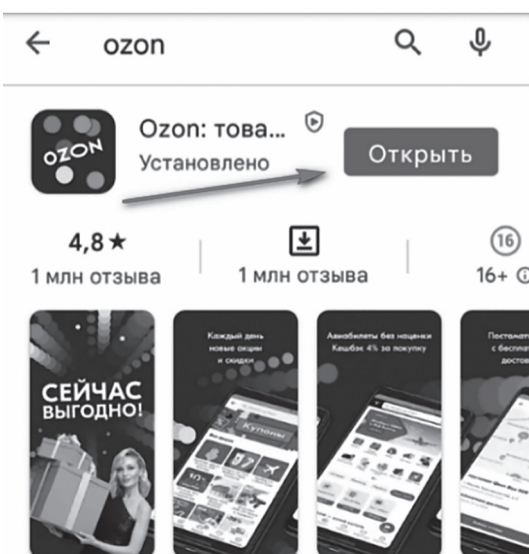 ozon
OZON
Ozon: това...
Установлено
Открыть
4,8★
1 млн отзыва
1 млн отзыва
16
16+
СЕЙЧАС
ВЫГОДНО!
Каждый день
новые акции
и скидки
Купоны
Авиабилеты без наценки
Кешбэк 4% за покупку